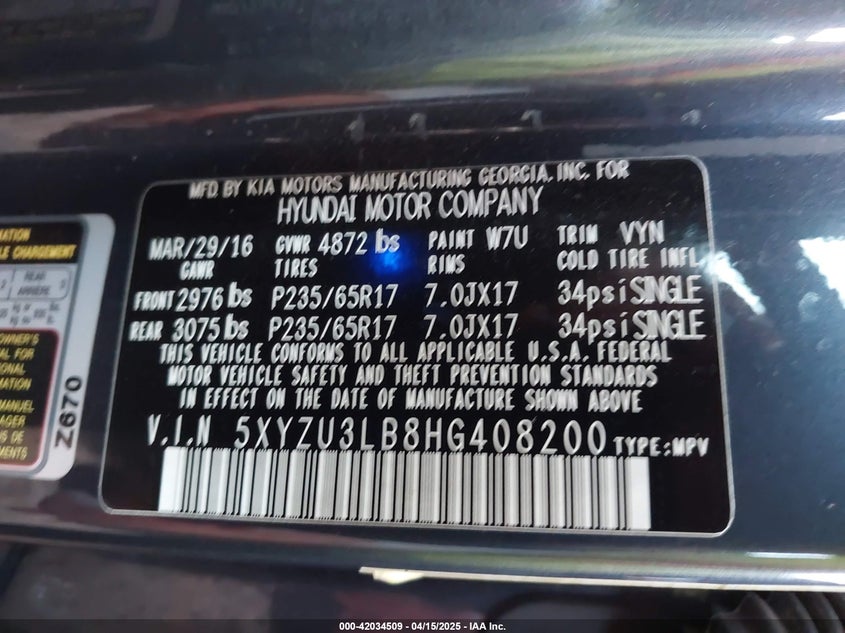 MFD. BY KIA MOTORS MANUFACTURING GEORGIA, INC. FOR
HYUNDAI MOTOR COMPANY
MAR/29/16 GVWR 4872 lbs PAINT W7U TRIM VYN
GAWR TIRES RIMS COLD TIRE INFL
FRONT 2976 lbs P235/65R17 7.0JX17 34psi SINGLE
REAR 3075 lbs P235/65R17 7.0JX17 34psi SINGLE
THIS VEHICLE CONFORMS TO ALL APPLICABLE U.S.A. FEDERAL
MOTOR VEHICLE SAFETY AND THEFT PREVENTION STANDARDS
IN EFFECT ON THE DATE OF MANUFACTURE SHOWN ABOVE
V.I.N 5XYZU3LB8HG408200 TYPE:MPV
REAR
ARRIERE
MANUEL
Z670
000-42034509 - 04/15/2025 - IAA Inc.